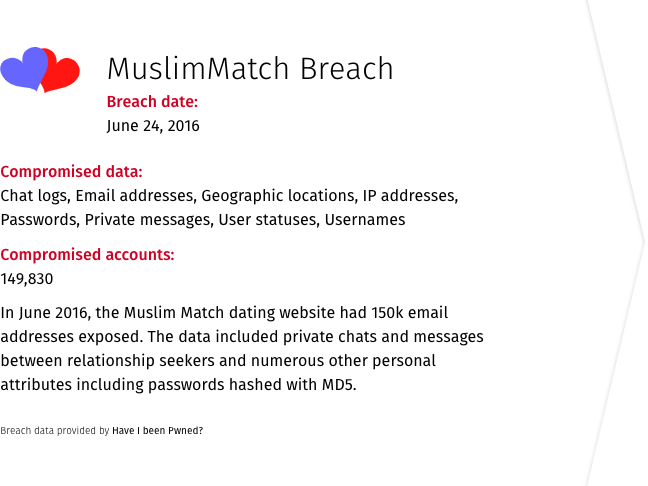 MuslimMatch Breach
Breach date:
June 24, 2016
Compromised data:
Chat logs, Email addresses, Geographic locations, IP addresses,
Passwords, Private messages, User statuses, Usernames
Compromised accounts:
149,830
In June 2016, the Muslim Match dating website had 150k email
addresses exposed. The data included private chats and messages
between relationship seekers and numerous other personal
attributes including passwords hashed with MD5.
Breach data provided by Have I been Pwned?